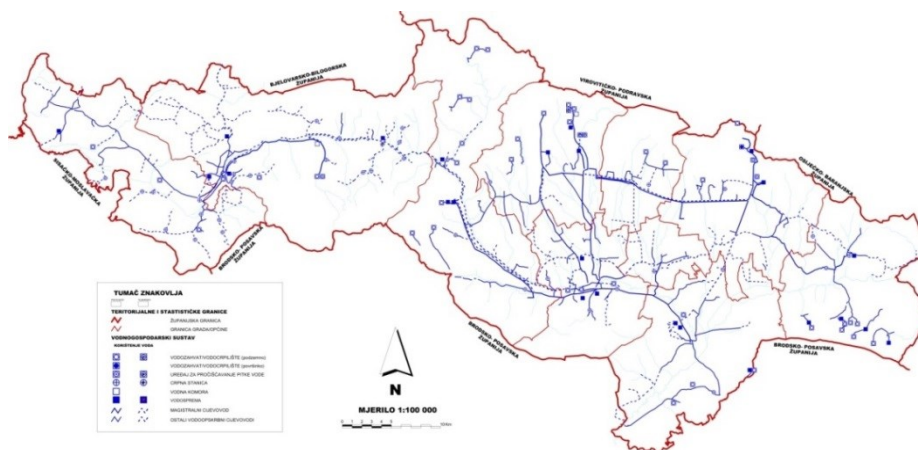 BJELOVARSKO-BILOGORSKA
ŽUPANIJA
VIROVITIČKO- PODRAVSKA
ŽUPANIJA
OSJEČKO-BARANJSKA
ŽUPANIJA
SISAČKO-MOSLAVAČKA
ŽUPANIJA
BRODSKO- POSAVSKA
ŽUPANIJA
BRODSKO- POSAVSKA
ŽUPANIJA
BRODSKO- POSAVSKA
ŽUPANIJA
TUMAČ ZNAKOVLJA
TERITORIJALNE I STASTISTIČKE GRANICE
ŽUPANIJSKA GRANICA
GRANICA GRADA/OPĆINE
VODNOGOSPODARSKI SUSTAV
KORIŠTENJE VODA
VODOZAHVAT/VODOCRPILIŠTE (podzemno)
VODOZAHVAT/VODOCRPILIŠTE (površinsko)
UREĐAJ ZA PROČIŠĆAVANJE PITKE VODE
CRPNA STANICA
VODNA KOMORA
VODOSPREMA
MAGISTRALNI CJEVOVOD
OSTALI VODOOPSKRBNI CJEVOVODI
N
MJERILO 1:100 000